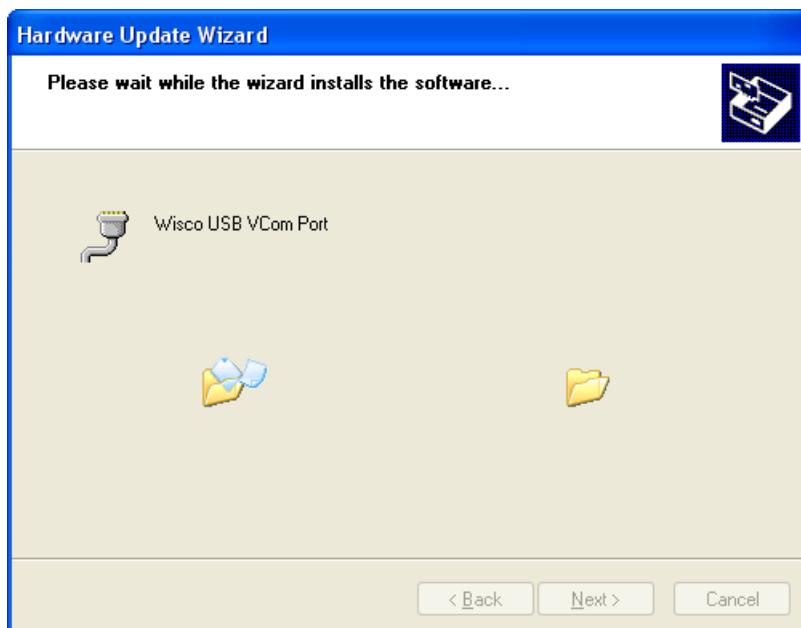 Hardware Update Wizard
Please wait while the wizard installs the software...
Wisco USB VCom Port
< Back
Next >
Cancel